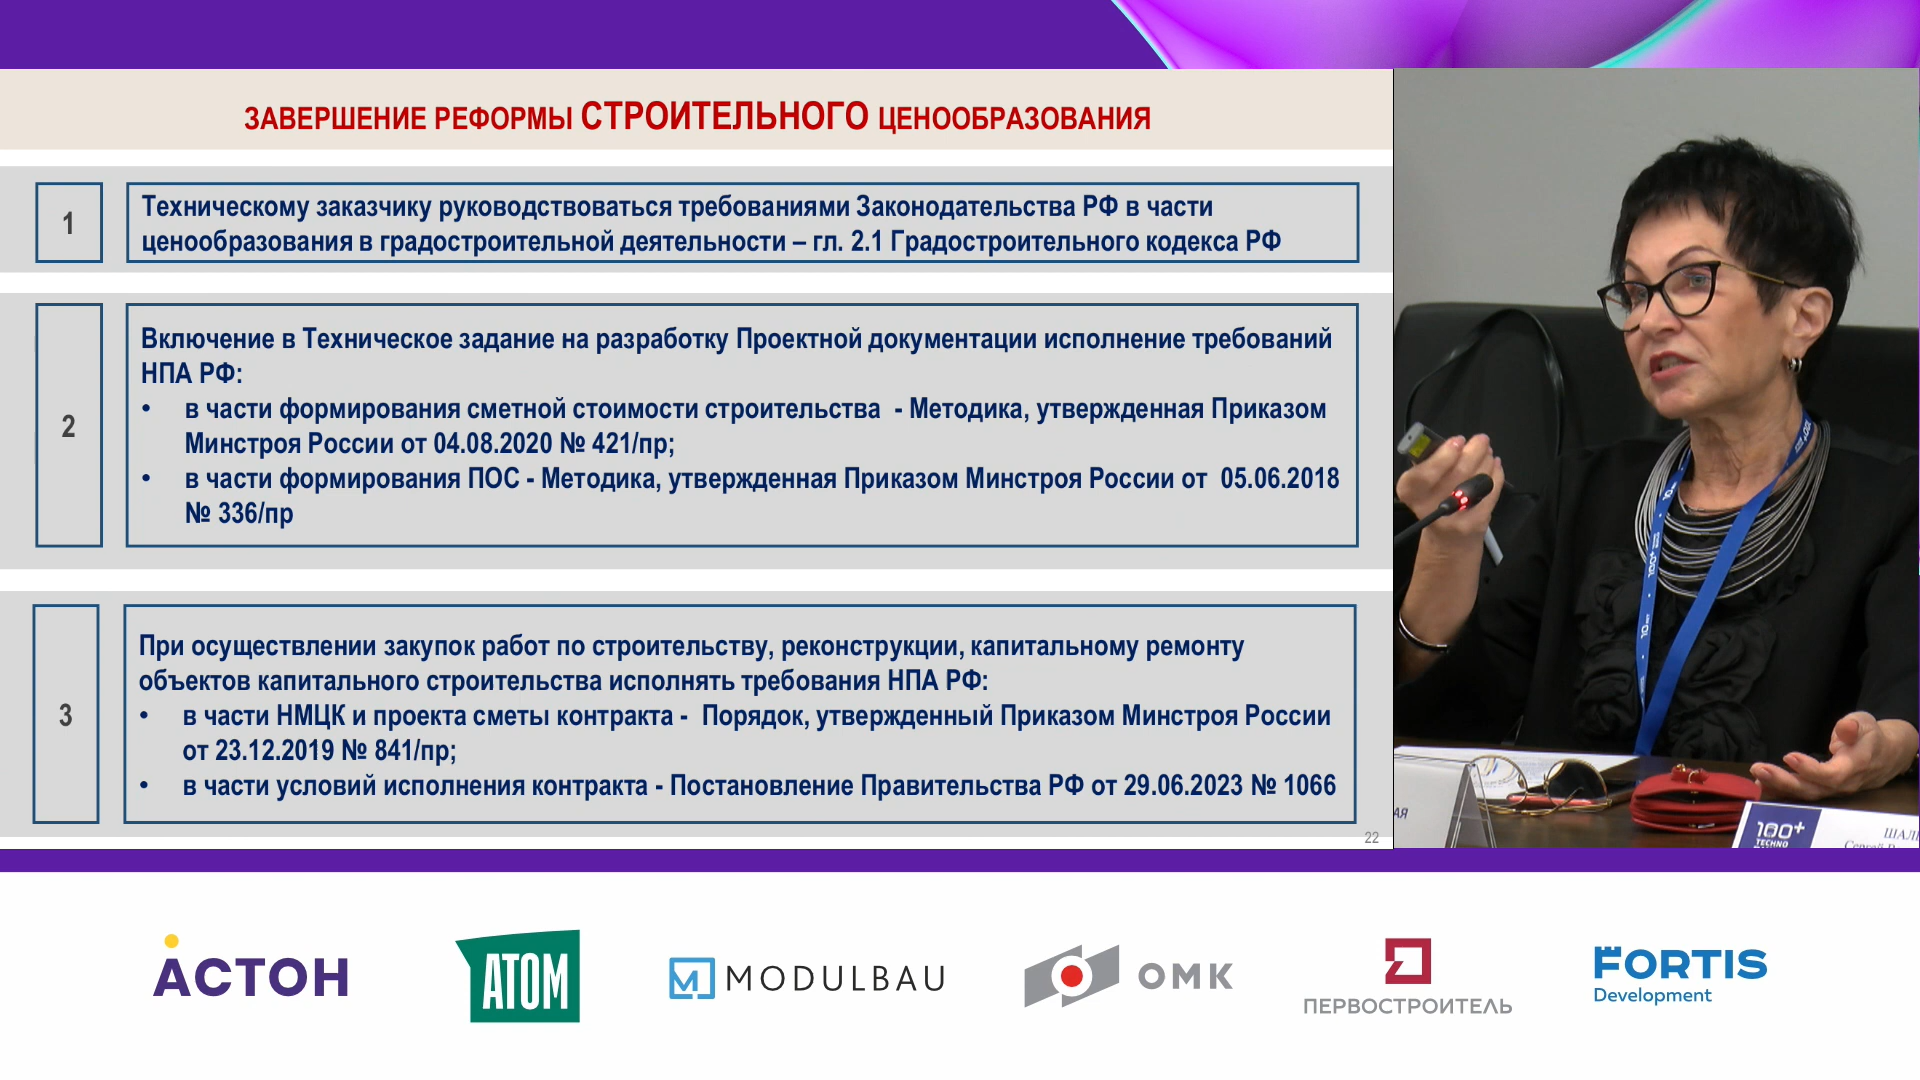 ЗАВЕРШЕНИЕ РЕФОРМЫ СТРОИТЕЛЬНОГО ЦЕНООБРАЗОВАНИЯ
1
Техническому заказчику руководствоваться требованиями Законодательства РФ в части
ценообразования в градостроительной деятельности – гл. 2.1 Градостроительного кодекса РФ
2
Включение в Техническое задание на разработку Проектной документации исполнение требований
НПА РФ:
• в части формирования сметной стоимости строительства - Методика, утвержденная Приказом
Минстроя России от 04.08.2020 № 421/пр;
• в части формирования ПОС - Методика, утвержденная Приказом Минстроя России от 05.06.2018
№ 336/пр
3
При осуществлении закупок работ по строительству, реконструкции, капитальному ремонту
объектов капитального строительства исполнять требования НПА РФ:
• в части НМЦК и проекта сметы контракта - Порядок, утвержденный Приказом Минстроя России
от 23.12.2019 № 841/пр;
• в части условий исполнения контракта - Постановление Правительства РФ от 29.06.2023 № 1066
22
100+
TECHNO
АСТОН
АТОМ
MODULBAU
ОМК
ПЕРВОСТРОИТЕЛЬ
FORTIS
Development